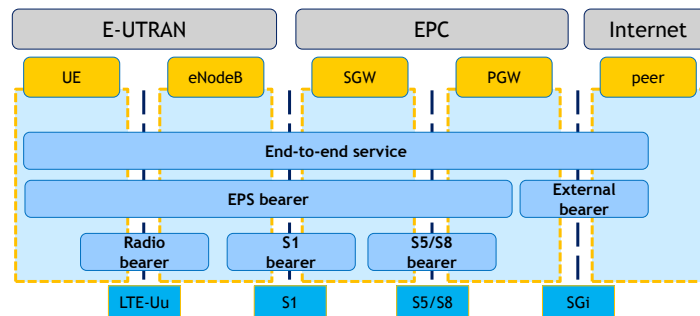 E-UTRAN
EPC
Internet
UE
eNodeB
SGW
PGW
peer
End-to-end service
EPS bearer
External
bearer
Radio
bearer
S1
bearer
S5/S8
bearer
LTE-Uu
S1
S5/S8
SGi